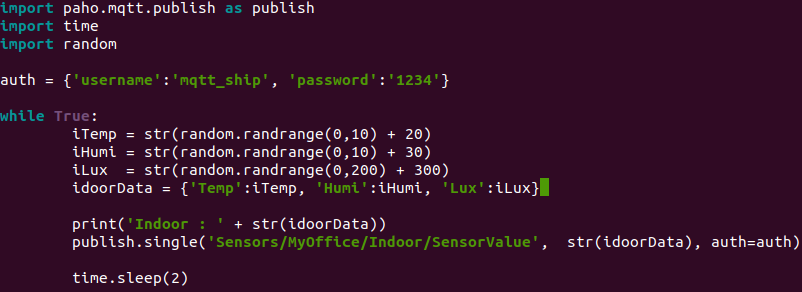 import paho.mqtt.publish as publish
import time
import random

auth = {'username':'mqtt_ship', 'password':'1234'}

while True:
        iTemp = str(random.randrange(0,10) + 20)
        iHumi = str(random.randrange(0,10) + 30)
        iLux  = str(random.randrange(0,200) + 300)
        idoorData = {'Temp':iTemp, 'Humi':iHumi, 'Lux':iLux}

        print('Indoor : ' + str(idoorData))
        publish.single('Sensors/MyOffice/Indoor/SensorValue',  str(idoorData), auth=auth)

        time.sleep(2)